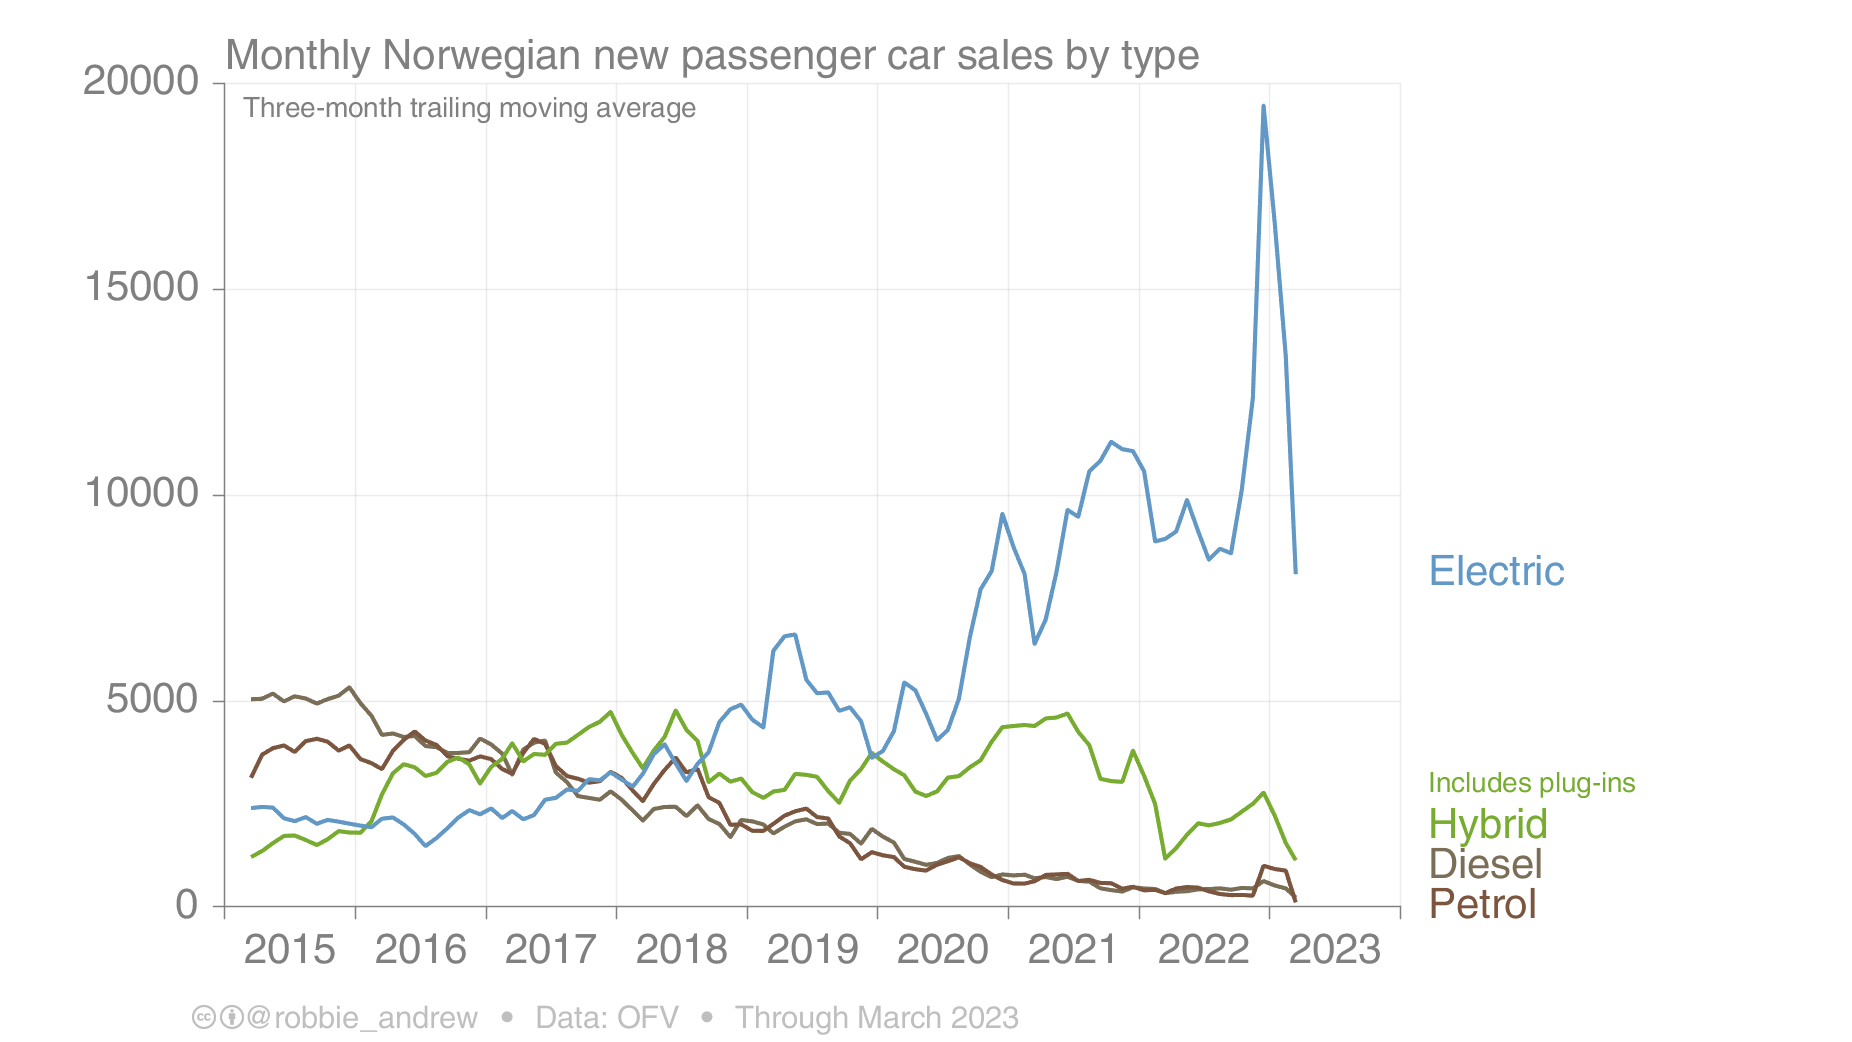 Monthly Norwegian new passenger car sales by type
20000
Three-month trailing moving average
15000
10000
5000
0
Electric
Includes plug-ins
Hybrid
Diesel
Petrol
2015 2016 2017 2018 2019 2020 2021 2022 2023
cc @robbie_andrew • Data: OFV • Through March 2023